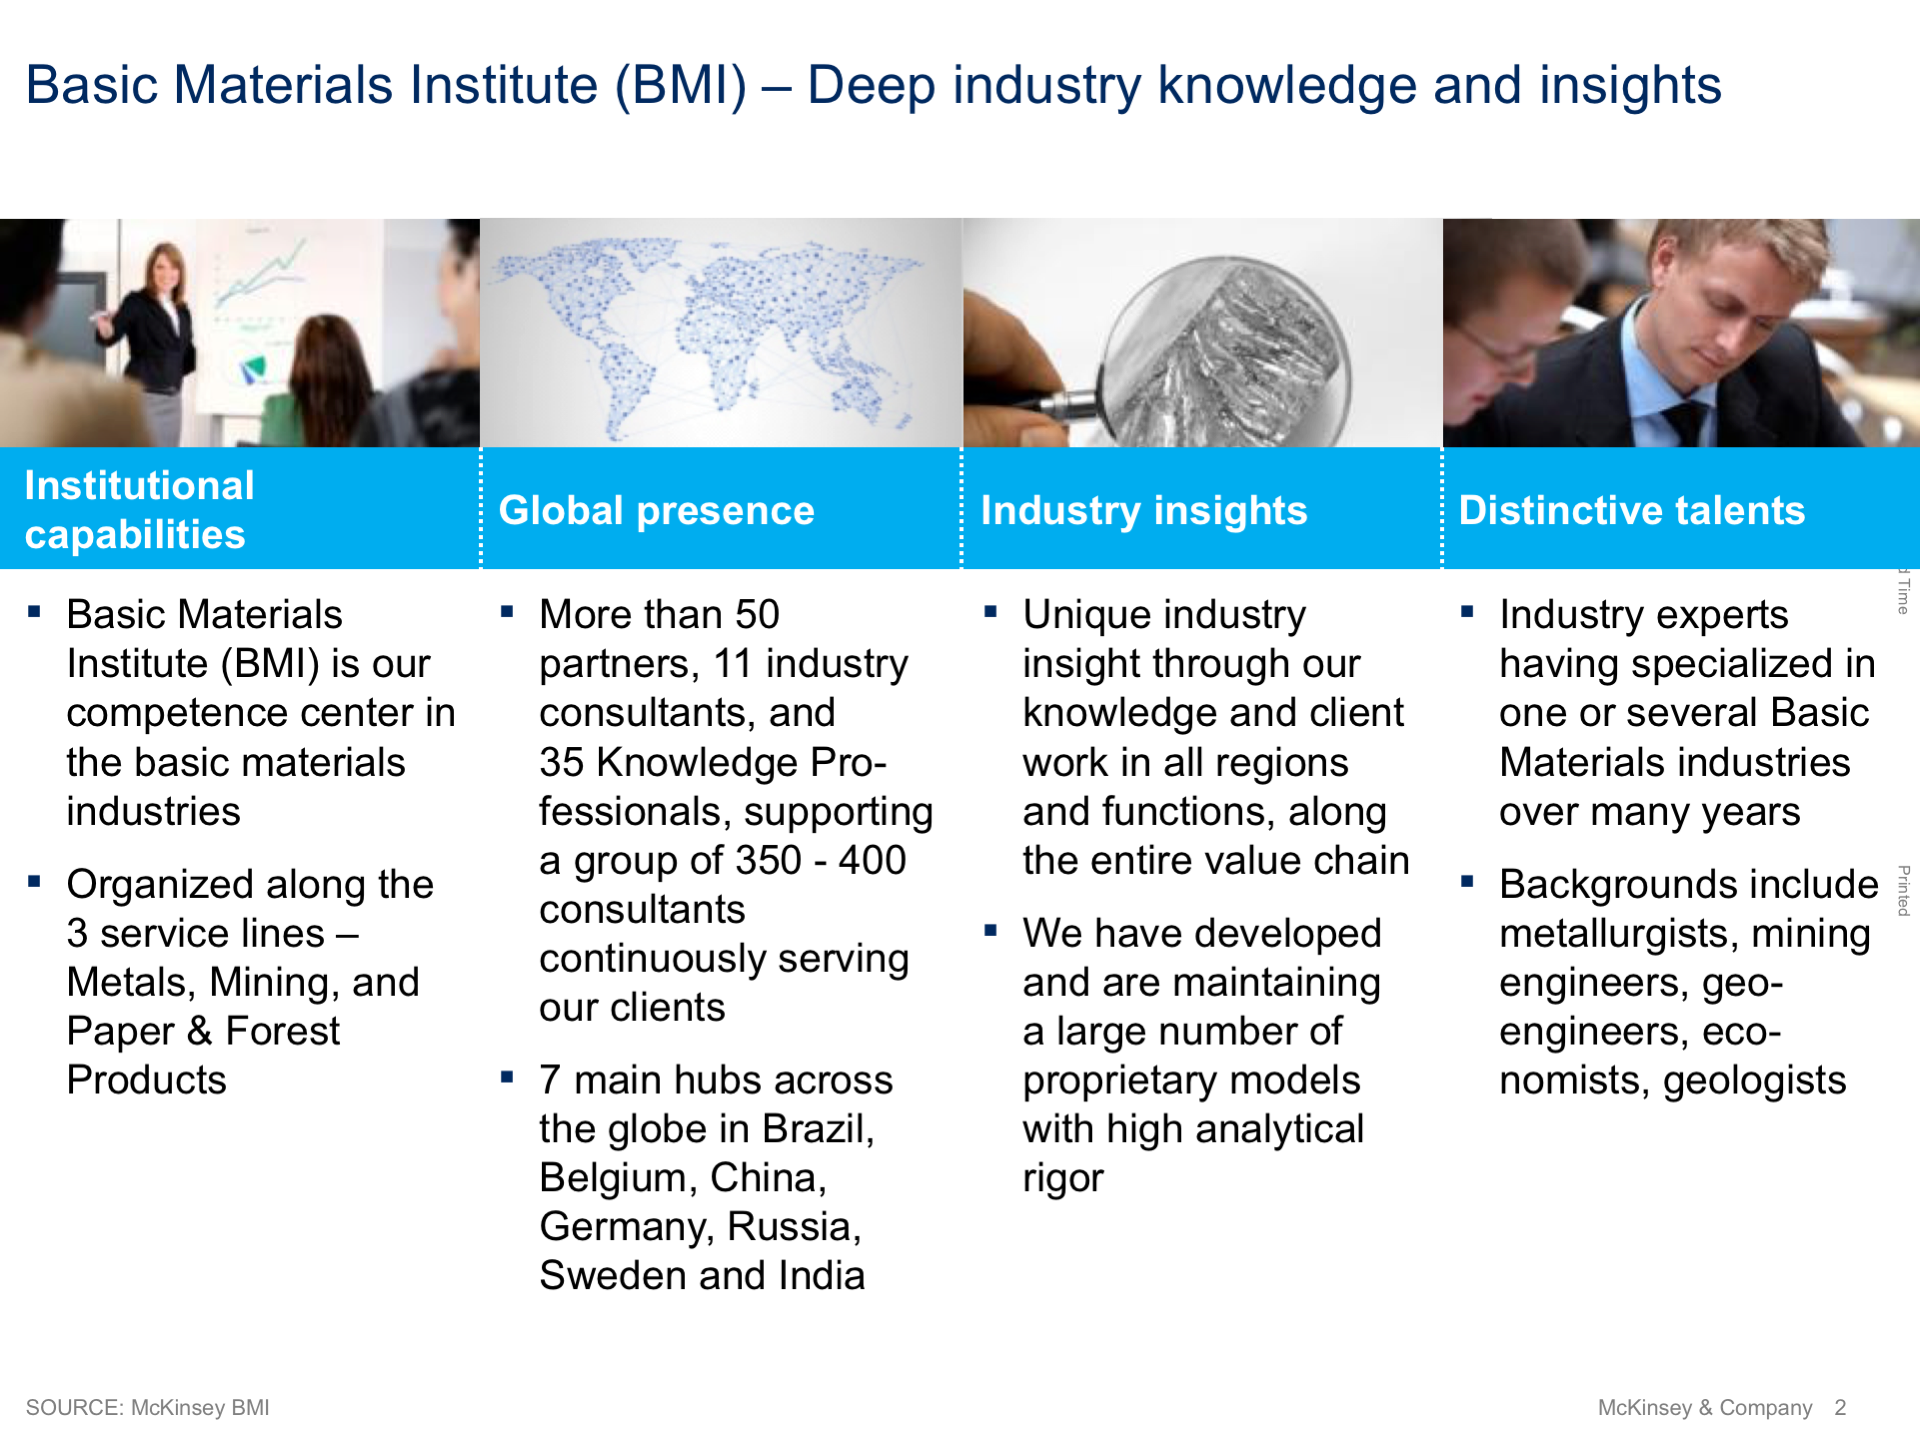 Basic Materials Institute (BMI) – Deep industry knowledge and insights
Institutional
capabilities
▪ Basic Materials
Institute (BMI) is our
competence center in
the basic materials
industries
▪ Organized along the
3 service lines –
Metals, Mining, and
Paper & Forest
Products
Global presence
▪ More than 50
partners, 11 industry
consultants, and
35 Knowledge Pro-
fessionals, supporting
a group of 350 - 400
consultants
continuously serving
our clients
▪ 7 main hubs across
the globe in Brazil,
Belgium, China,
Germany, Russia,
Sweden and India
Industry insights
▪ Unique industry
insight through our
knowledge and client
work in all regions
and functions, along
the entire value chain
▪ We have developed
and are maintaining
a large number of
proprietary models
with high analytical
rigor
Distinctive talents
▪ Industry experts
having specialized in
one or several Basic
Materials industries
over many years
▪ Backgrounds include
metallurgists, mining
engineers, geo-
engineers, eco-
nomists, geologists
Time
Printed
SOURCE: McKinsey BMI
McKinsey & Company 2